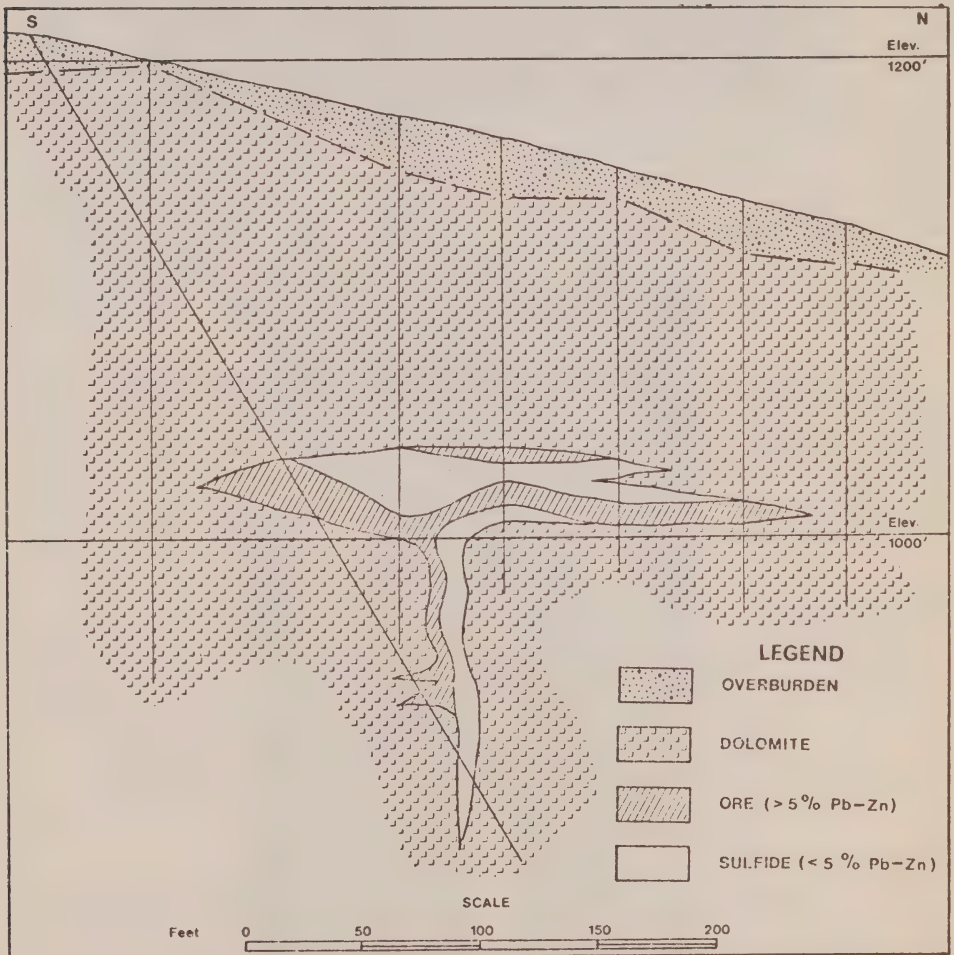 S
N
Elev.
1200'
Elev.
1000'
LEGEND
OVERBURDEN
DOLOMITE
ORE (> 5% Pb-Zn)
SULFIDE (< 5 % Pb-Zn)
SCALE
Feet 0 50 100 150 200